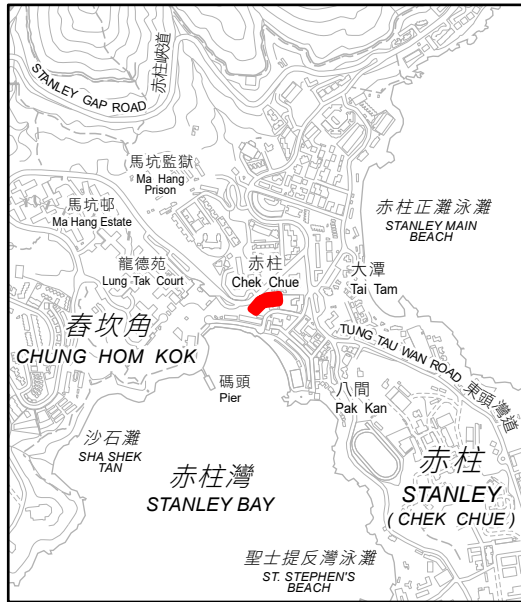 STANLEY GAP ROAD
赤柱峽道
馬坑監獄
Ma Hang
Prison
馬坑邨
Ma Hang Estate
赤柱正灘泳灘
STANLEY MAIN
BEACH
龍德苑
Lung Tak Court
赤柱
Chek Chue
大潭
Tai Tam
舂坎角
CHUNG HOM KOK
TUNG TAU WAN ROAD
東頭灣道
碼頭
Pier
八間
Pak Kan
沙石灘
SHA SHEK
TAN
赤柱灣
STANLEY BAY
赤柱
STANLEY
( CHEK CHUE )
聖士提反灣泳灘
ST. STEPHEN'S
BEACH